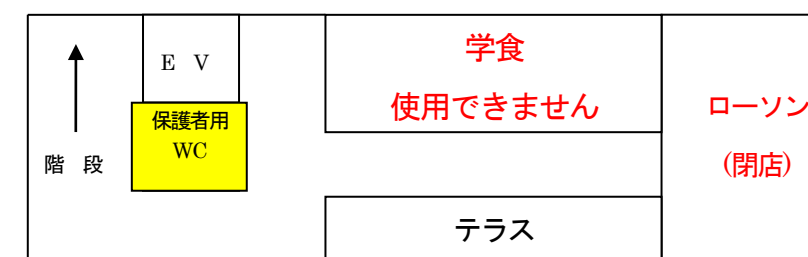 階 段
E V
保護者用
WC
学食
使用できません
テラス
ローソン
(閉店)